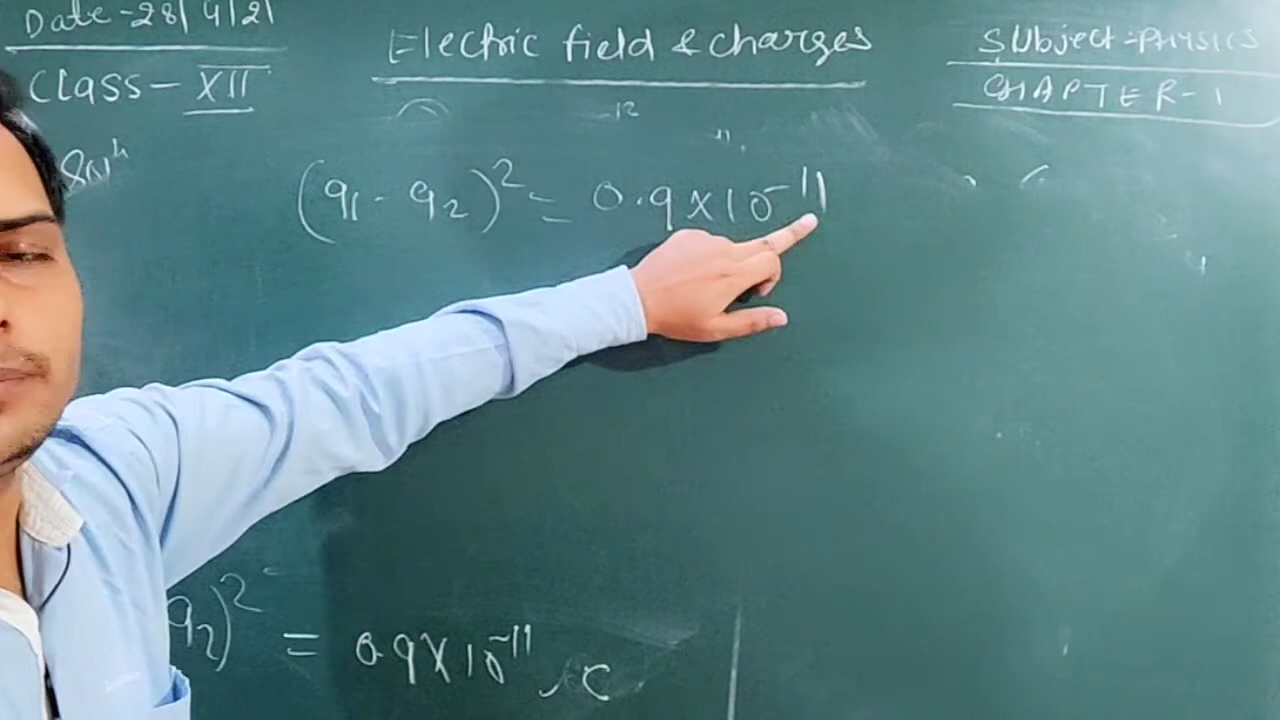 Date -28/4/21
Electric field & charges
Subject:-PHYSICS
Class- XII
CHAPTER-1
Solⁿ
(q1 - q2)² = 0.9×10⁻¹¹
q2)² = 0.9×10⁻¹¹ C